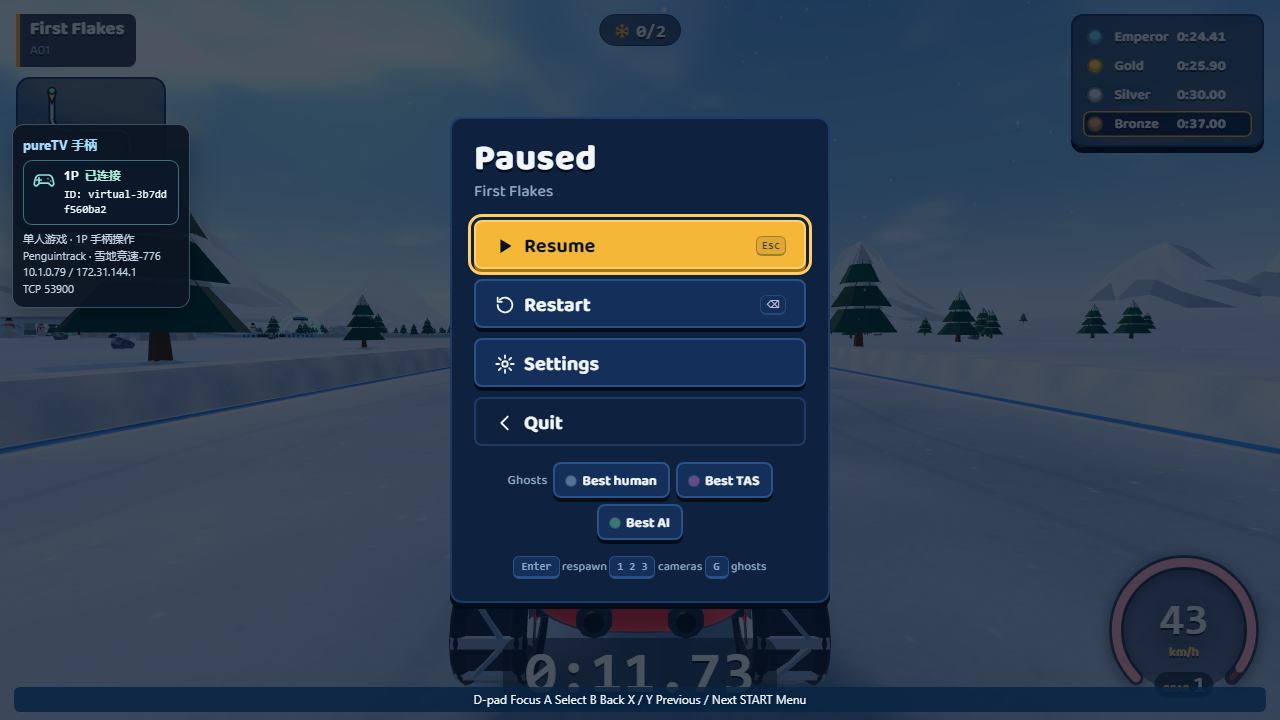 First Flakes
A01
0/2
Emperor 0:24.41
Gold 0:25.90
Silver 0:30.00
Bronze 0:37.00
pureTV 手柄
1P 已连接
ID: virtual-3b7dd
f560ba2
单人游戏 · 1P 手柄操作
Penguintrack · 雪地竞速-776
10.1.0.79 / 172.31.144.1
TCP 53900
Paused
First Flakes
Resume Esc
Restart ⌫
Settings
Quit
Ghosts Best human Best TAS
Best AI
Enter respawn 1 2 3 cameras G ghosts
43
km/h
GEAR 1
0:11.73
D-pad Focus A Select B Back X / Y Previous / Next START Menu